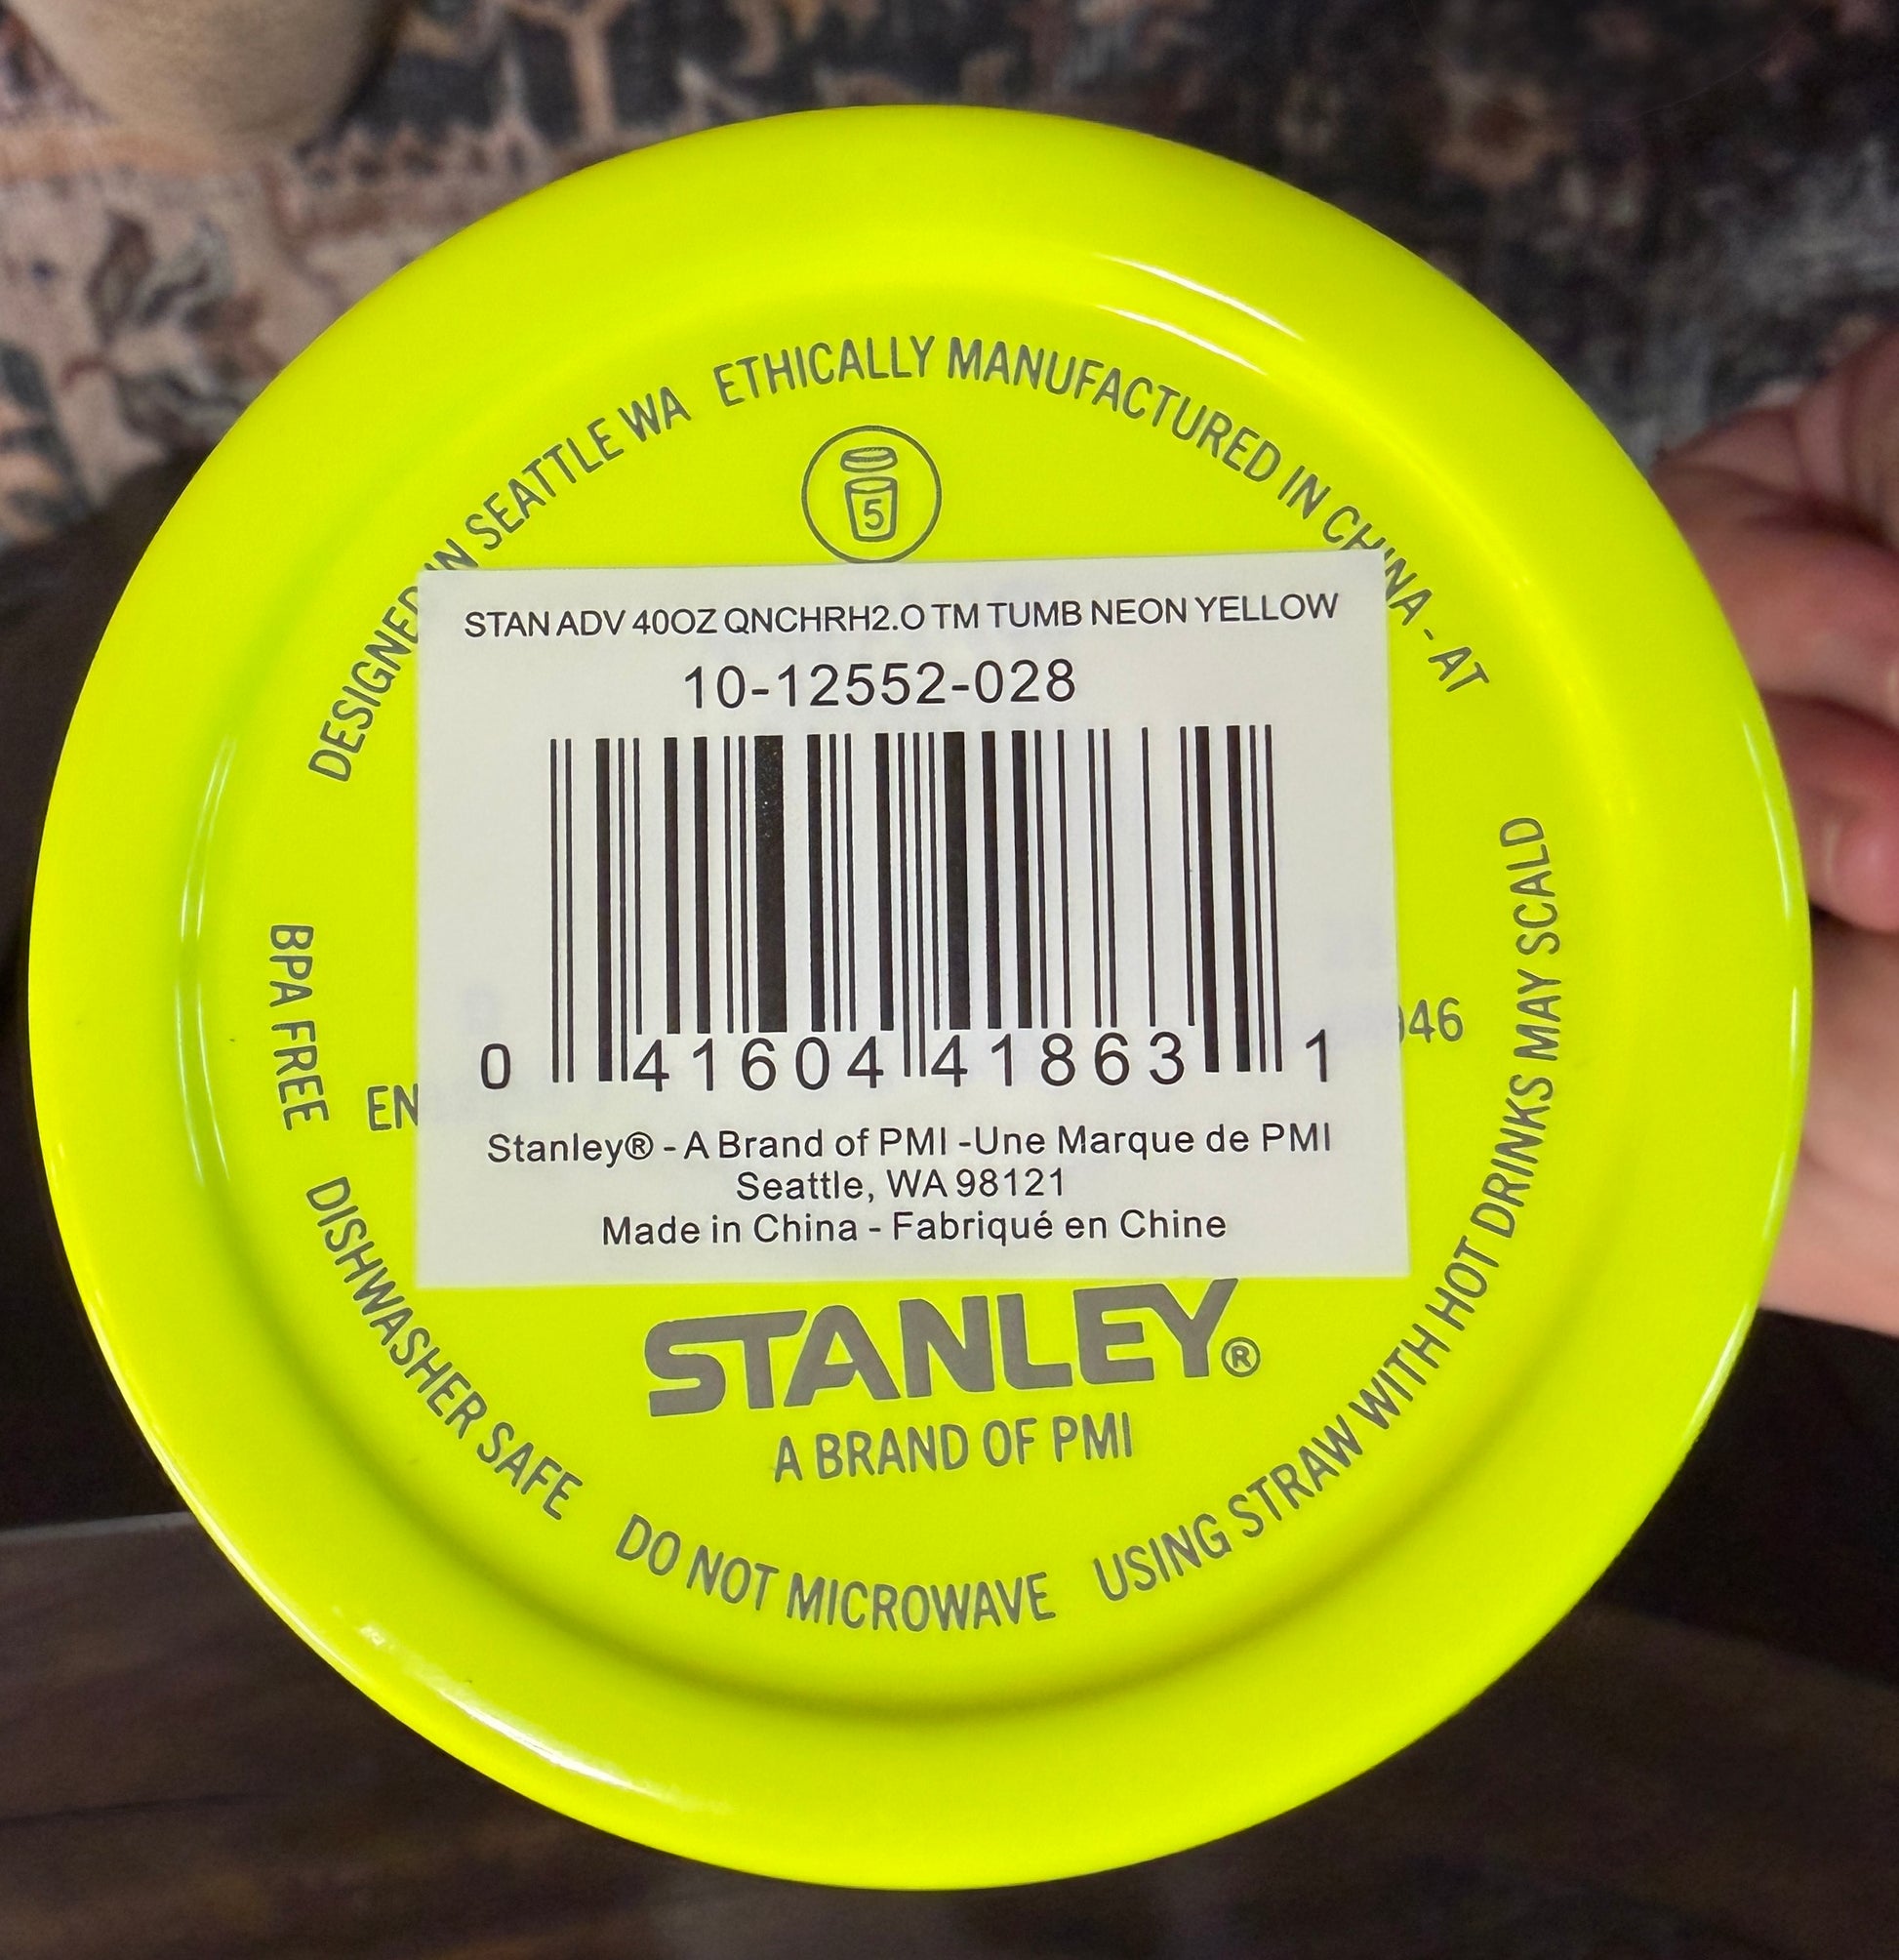 DESIGNED IN SEATTLE WA ETHICALLY MANUFACTURED IN CHINA - AT
5
STAN ADV 40OZ QNCHRH2.O TM TUMB NEON YELLOW
10-12552-028
0 41604 41863 1
Stanley® - A Brand of PMI -Une Marque de PMI
Seattle, WA 98121
Made in China - Fabriqué en Chine
EN
46
STANLEY®
A BRAND OF PMI
BPA FREE DISHWASHER SAFE DO NOT MICROWAVE USING STRAW WITH HOT DRINKS MAY SCALD